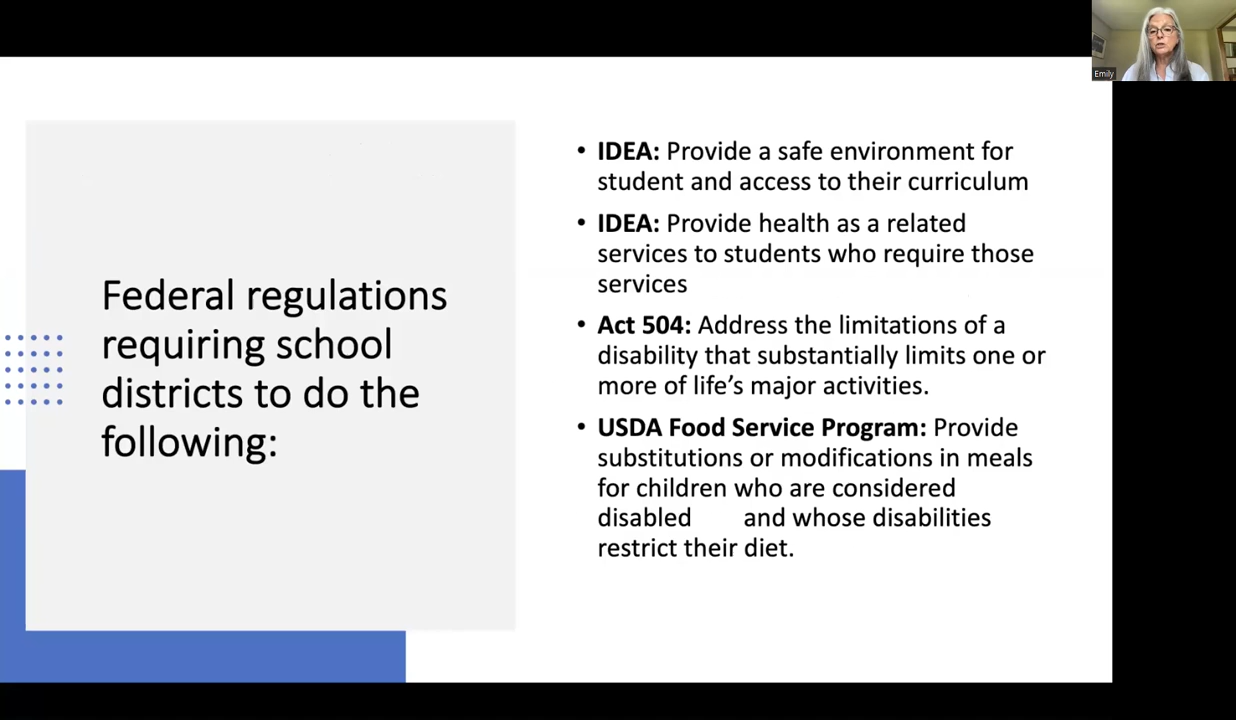 Federal regulations
requiring school
districts to do the
following:
• IDEA: Provide a safe environment for
student and access to their curriculum
• IDEA: Provide health as a related
services to students who require those
services
• Act 504: Address the limitations of a
disability that substantially limits one or
more of life’s major activities.
• USDA Food Service Program: Provide
substitutions or modifications in meals
for children who are considered
disabled and whose disabilities
restrict their diet.
Emily